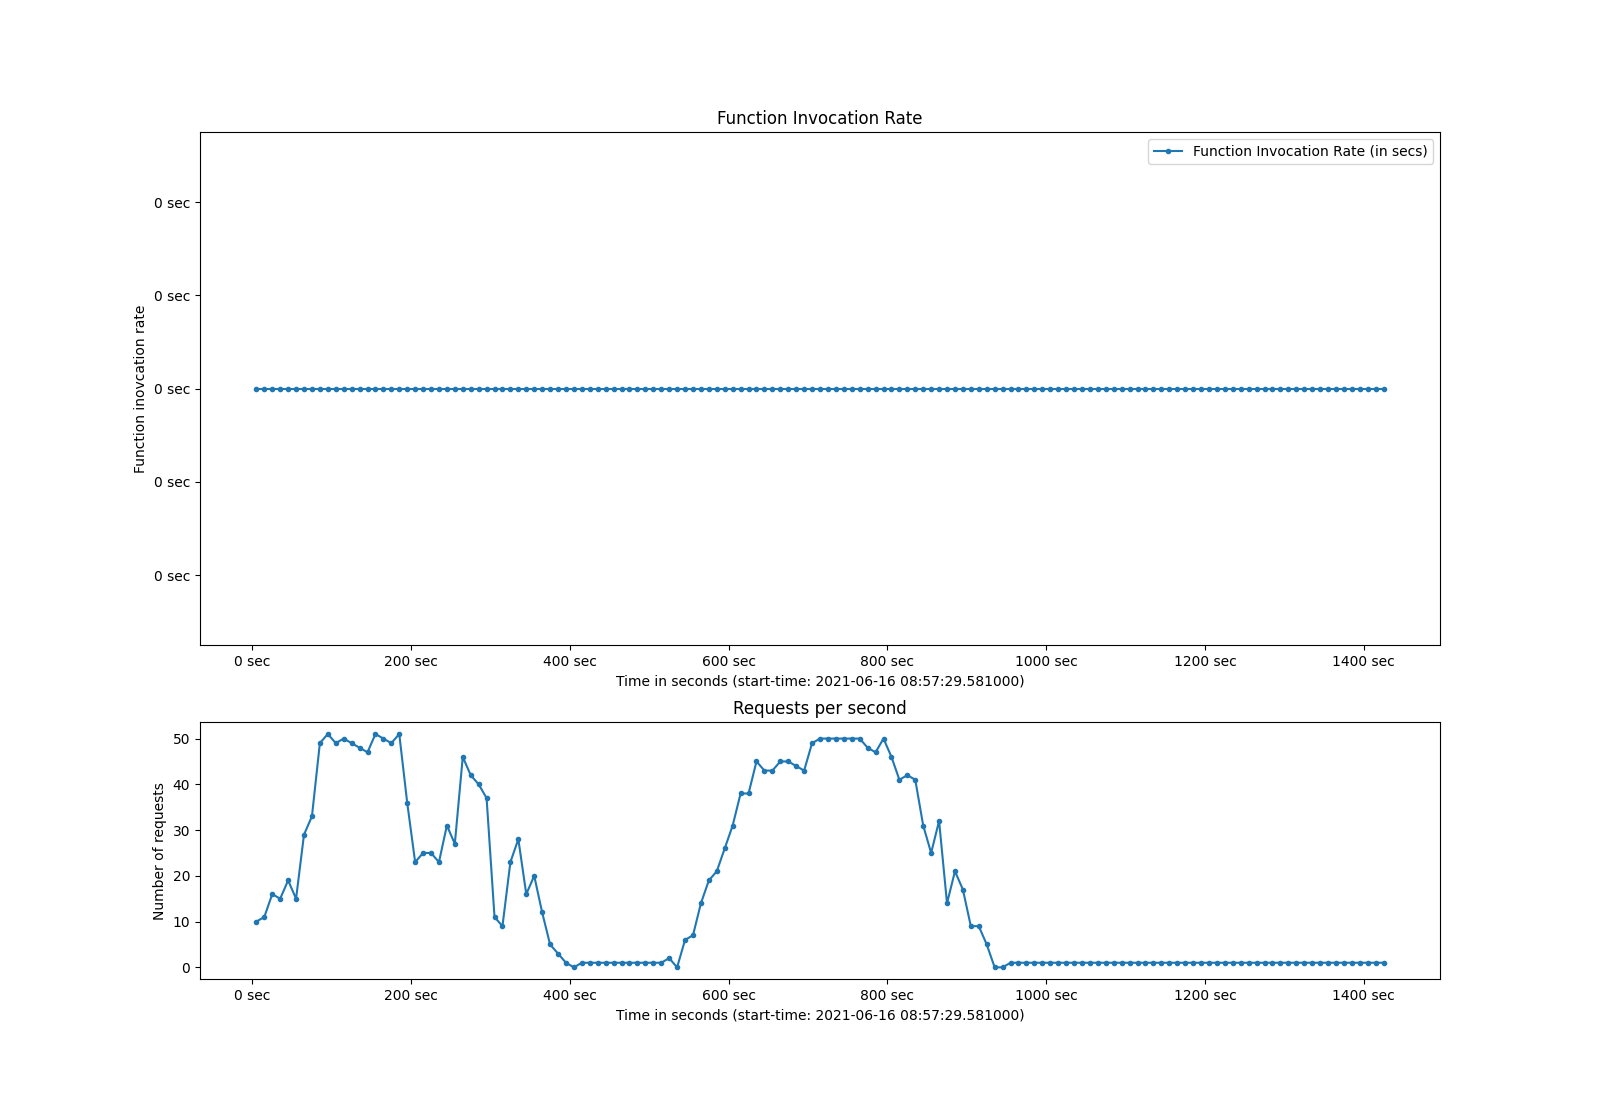 Function Invocation Rate
Function Invocation Rate (in secs)
0 sec
0 sec
0 sec
0 sec
0 sec
Function inovcation rate
0 sec 200 sec 400 sec 600 sec 800 sec 1000 sec 1200 sec 1400 sec
Time in seconds (start-time: 2021-06-16 08:57:29.581000)
Requests per second
50
40
30
20
10
0
Number of requests
0 sec 200 sec 400 sec 600 sec 800 sec 1000 sec 1200 sec 1400 sec
Time in seconds (start-time: 2021-06-16 08:57:29.581000)